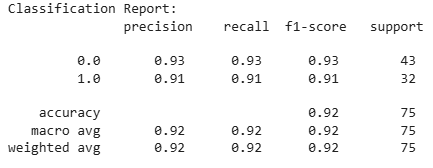 Classification Report:
precision recall f1-score support
0.0 0.93 0.93 0.93 43
1.0 0.91 0.91 0.91 32
accuracy 0.92 75
macro avg 0.92 0.92 0.92 75
weighted avg 0.92 0.92 0.92 75